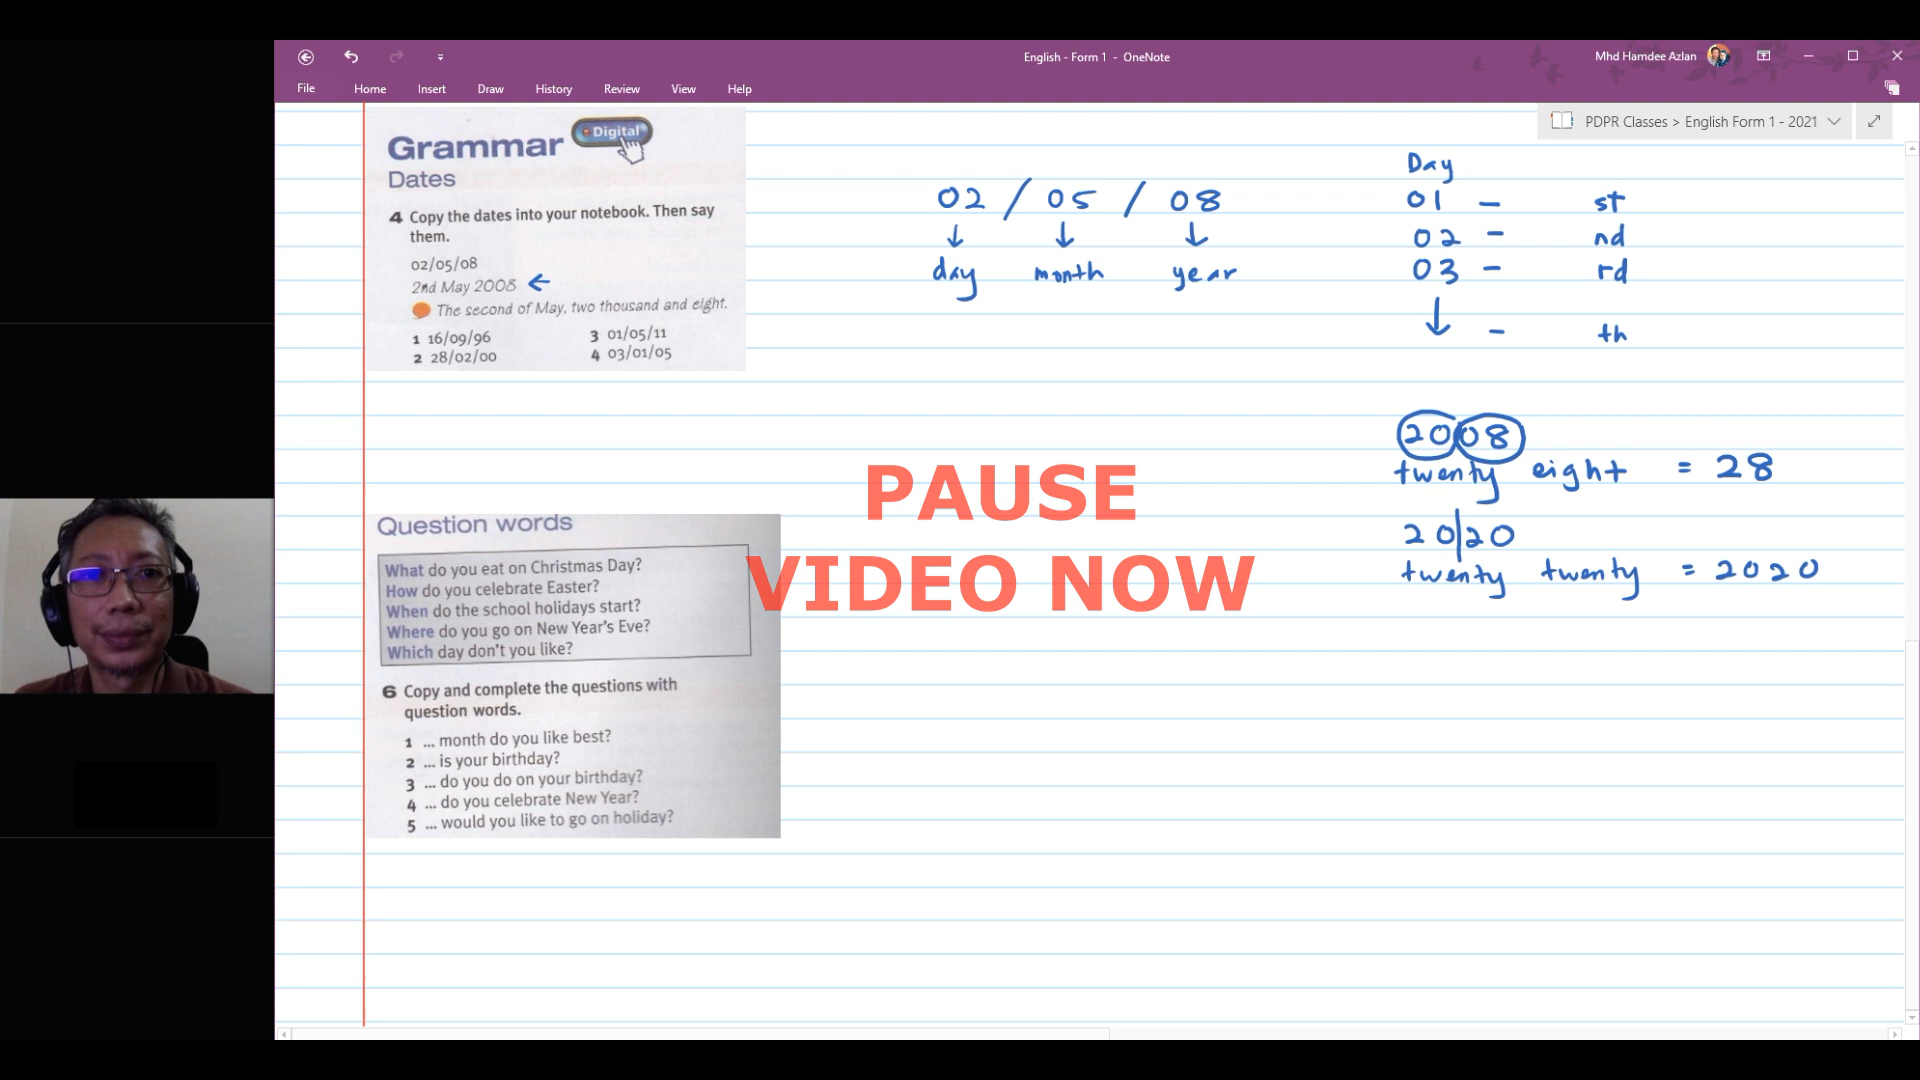 English - Form 1 - OneNote
Mhd Hamdee Azlan
File Home Insert Draw History Review View Help
PDPR Classes > English Form 1 - 2021
Grammar Digital
Dates
4 Copy the dates into your notebook. Then say
them.
02/05/08
2nd May 2008 ←
The second of May, two thousand and eight.
1 16/09/96
2 28/02/00
3 01/05/11
4 03/01/05
02 / 05 / 08
↓ ↓ ↓
day month year
Day
01 - st
02 - nd
03 - rd
↓ - th
2008
twenty eight = 28
20|20
twenty twenty = 2020
PAUSE
VIDEO NOW
Question words
What do you eat on Christmas Day?
How do you celebrate Easter?
When do the school holidays start?
Where do you go on New Year's Eve?
Which day don't you like?
6 Copy and complete the questions with
question words.
1 ... month do you like best?
2 ... is your birthday?
3 ... do you do on your birthday?
4 ... do you celebrate New Year?
5 ... would you like to go on holiday?